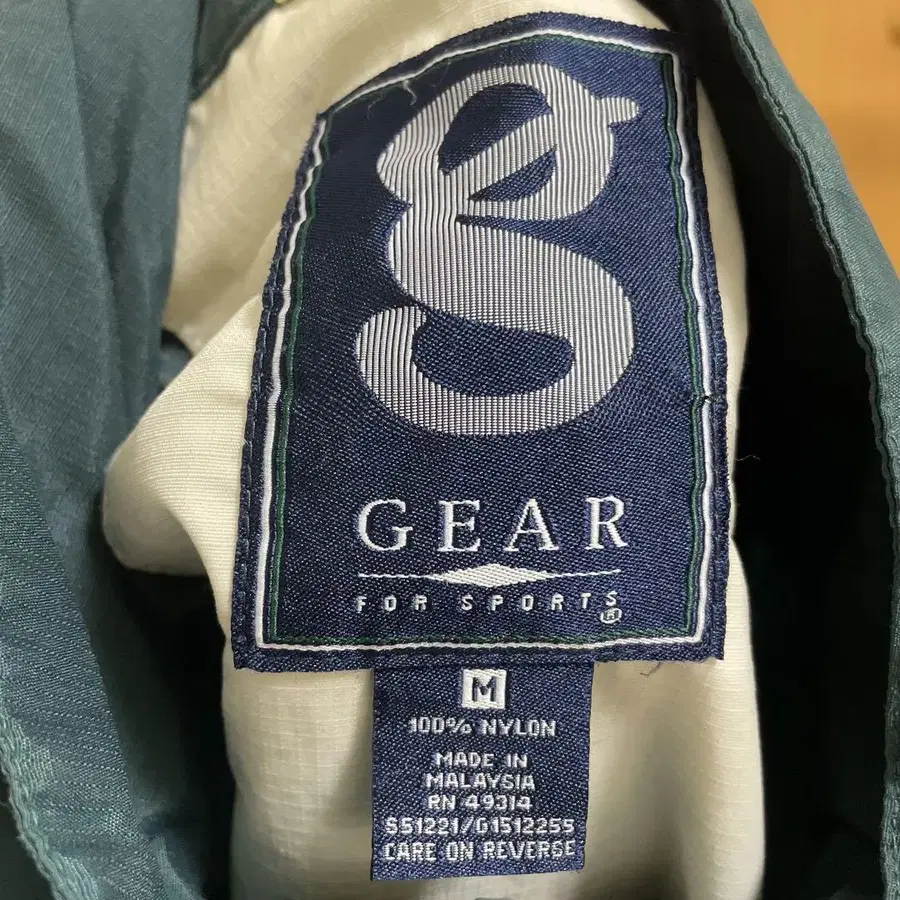 g
GEAR
FOR SPORTS®
M
100% NYLON
MADE IN
MALAYSIA
RN 49314
S51221/G1512255
CARE ON REVERSE